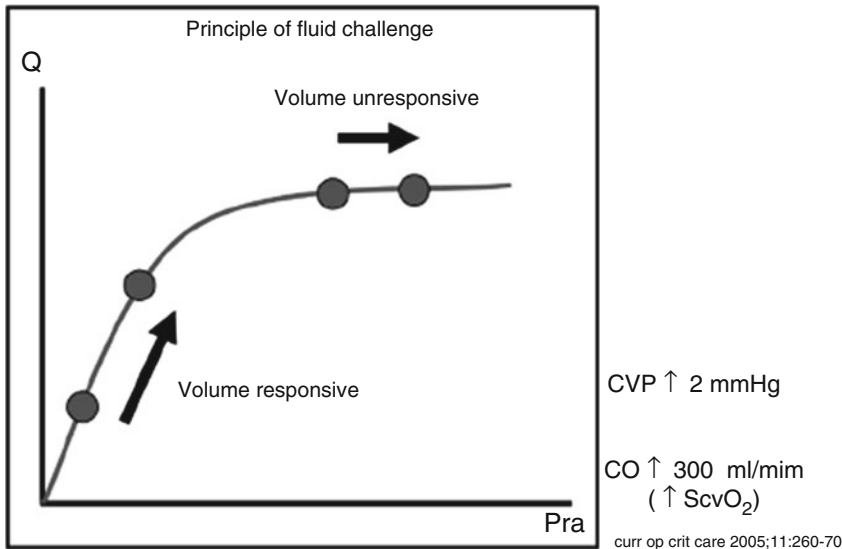 Principle of fluid challenge
Q
Volume unresponsive
Volume responsive
CVP ↑ 2 mmHg
CO ↑ 300 ml/mim
( ↑ ScvO₂)
Pra
curr op crit care 2005;11:260-70